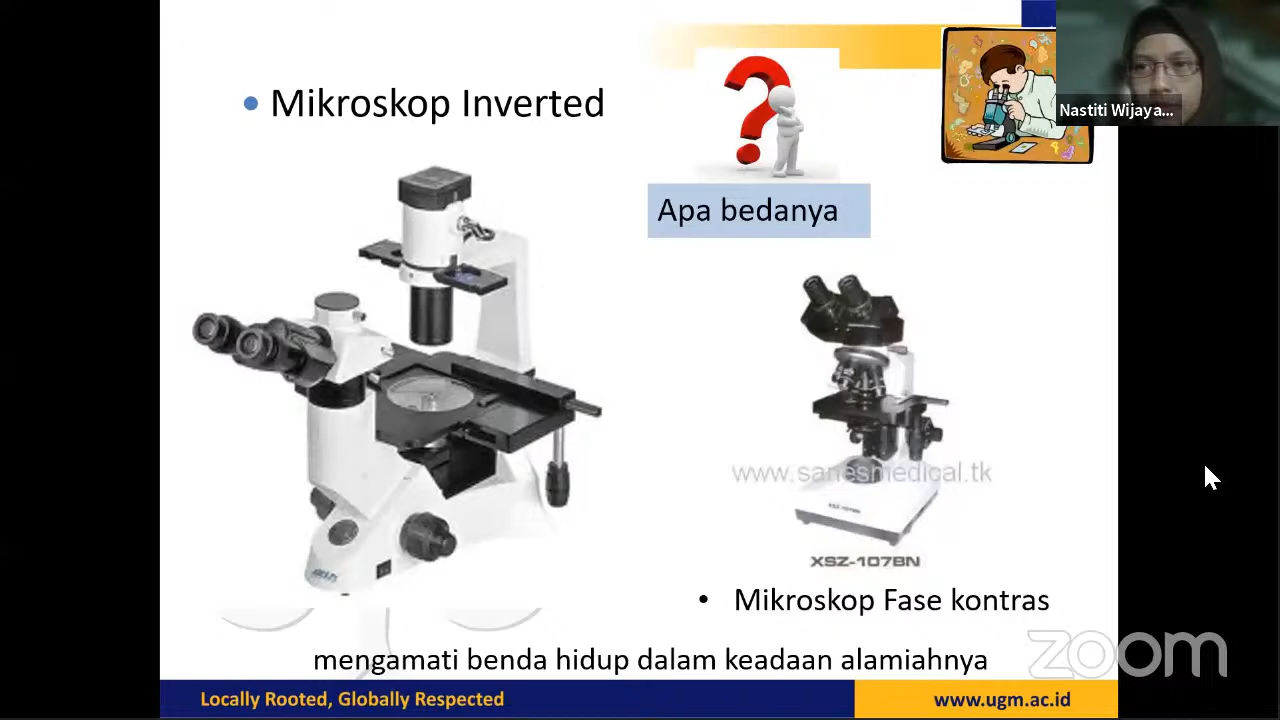 Mikroskop Inverted
Nastiti Wijaya...
Apa bedanya
www.sanesmedical.tk
XSZ-107BN
Mikroskop Fase kontras
zoom
mengamati benda hidup dalam keadaan alamiahnya
Locally Rooted, Globally Respected
www.ugm.ac.id